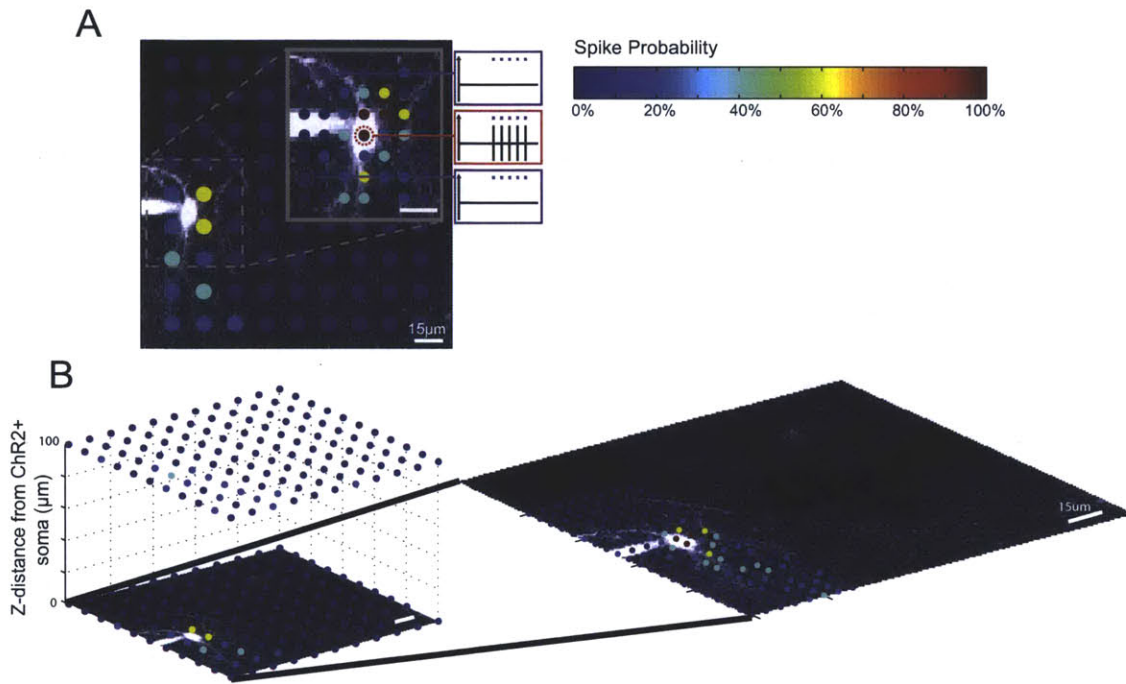 A
Spike Probability
0% 20% 40% 60% 80% 100%
15µm
B
Z-distance from ChR2+
soma (µm)
100
0
15um